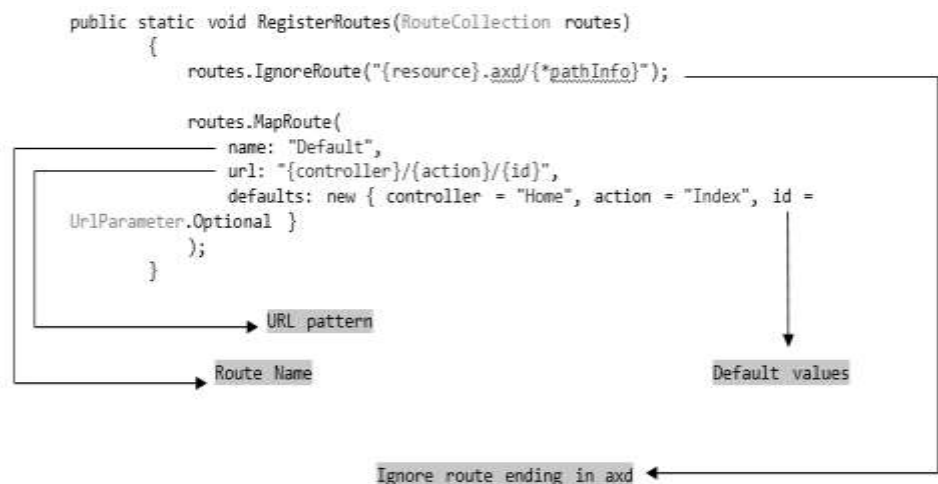 public static void RegisterRoutes(RouteCollection routes)
{
routes.IgnoreRoute("{resource}.axd/{*pathInfo}");
routes.MapRoute(
name: "Default",
url: "{controller}/{action}/{id}",
defaults: new { controller = "Home", action = "Index", id =
UrlParameter.Optional }
);
}
URL pattern
Route Name
Default values
Ignore route ending in axd